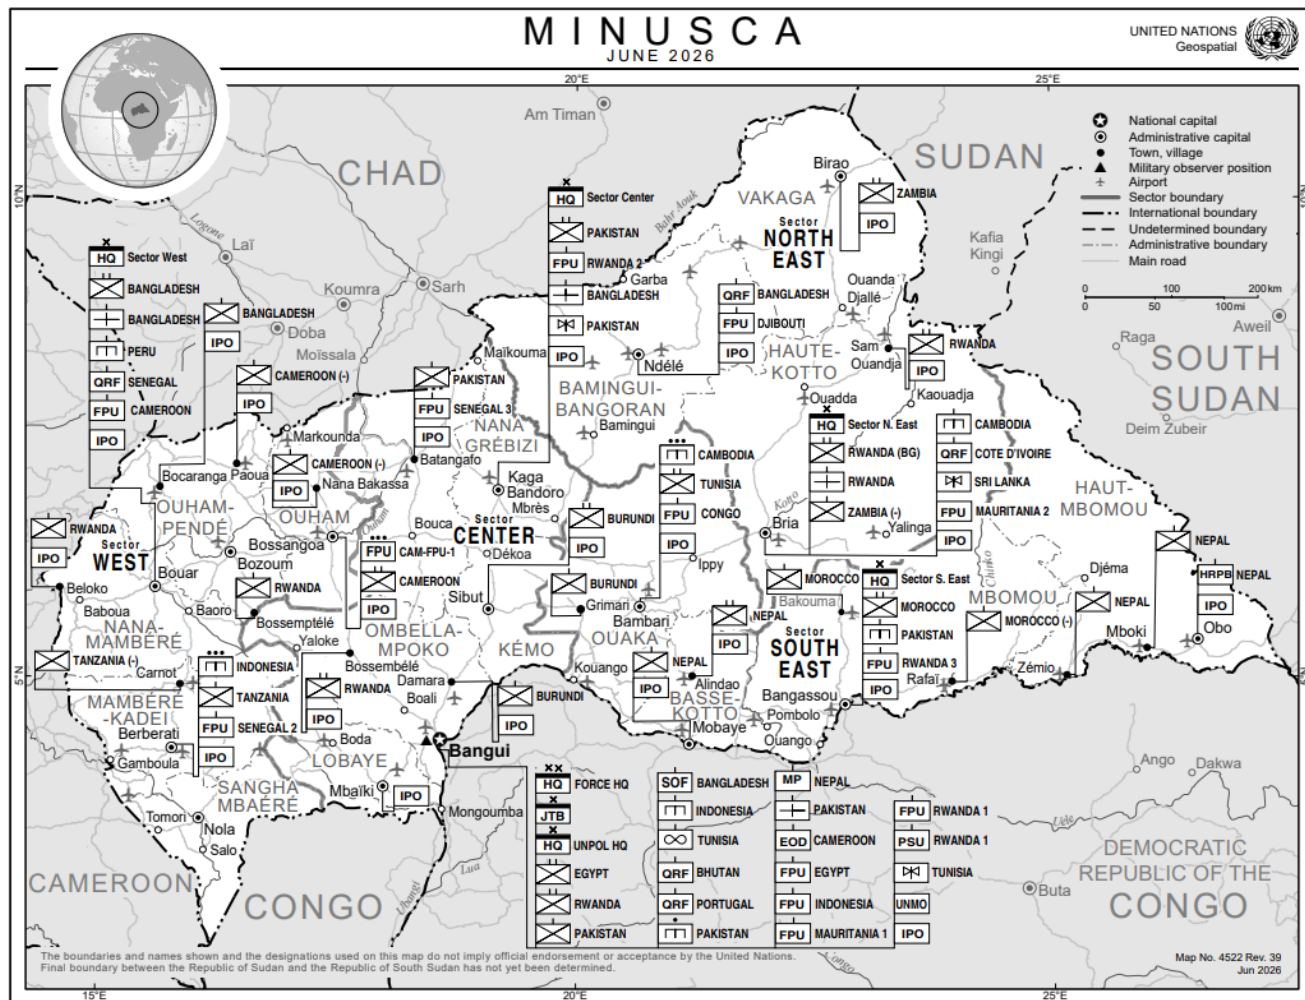 MINUSCA
JUNE 2026
UNITED NATIONS
Geospatial
20°E
25°E
10°N
10°N
5°N
5°N
15°E
20°E
25°E
National capital
Administrative capital
Town, village
Military observer position
Airport
Sector boundary
International boundary
Undetermined boundary
Administrative boundary
Main road
0 50 100 200 km
0 50 100 mi
CHAD
SUDAN
SOUTH
SUDAN
CAMEROON
CONGO
DEMOCRATIC
REPUBLIC OF THE
CONGO
Am Timan
Logone
Laï
Koumra
Sarh
Doba
Moïssala
Bahr Aouk
Kafia
Kingi
Raga
Aweil
Deim Zubeir
Birao
VAKAGA
Sector
NORTH
EAST
ZAMBIA
IPO
HQ Sector Center
PAKISTAN
FPU RWANDA 2
BANGLADESH
PAKISTAN
IPO
HQ Sector West
BANGLADESH
BANGLADESH
PERU
QRF SENEGAL
FPU CAMEROON
IPO
BANGLADESH
IPO
CAMEROON (-)
IPO
PAKISTAN
FPU SENEGAL 3
IPO
QRF BANGLADESH
FPU DJIBOUTI
IPO
Garba
Ouanda
Djallé
Maïkouma
Ndélé
HAUTE-
KOTTO
Sam
Ouandja
RWANDA
IPO
BAMINGUI-
BANGORAN
Bamingui
Ouadda
Kaouadja
NANA
GRÉBIZI
Markounda
CAMEROON (-)
IPO
Nana Bakassa
Batangafo
Bocaranga
Paoua
Kaga
Bandoro
Mbrès
OUHAM-
PENDÉ
OUHAM
Ouham
Bouca
Sector
CENTER
Dékoa
HQ Sector N. East
RWANDA (BG)
RWANDA
ZAMBIA (-)
CAMBODIA
QRF COTE D'IVOIRE
SRI LANKA
FPU MAURITANIA 2
IPO
CAMBODIA
TUNISIA
FPU CONGO
IPO
BURUNDI
IPO
Kotto
Bria
Yalinga
HAUT-
MBOMOU
Ippy
RWANDA
IPO
Sector
WEST
Beloko
Baboua
Bouar
Bozoum
Bossangoa
Baoro
NANA-
MAMBÉRÉ
RWANDA
Bossemptélé
FPU CAM-FPU-1
CAMEROON
IPO
Sibut
BURUNDI
Grimari
Bambari
OUAKA
NEPAL
IPO
MOROCCO
Bakouma
HQ Sector S. East
MOROCCO
PAKISTAN
FPU RWANDA 3
IPO
Chinko
MBOMOU
MOROCCO (-)
Djéma
NEPAL
NEPAL
HRPB NEPAL
IPO
Mboki
Obo
Zémio
Rafaï
Sector
SOUTH
EAST
Bangassou
Pombolo
Ouango
Yaloke
OMBELLA-
MPOKO
KÉMO
Bossembélé
Damara
Boali
Kouango
NEPAL
IPO
Alindao
BASSE-
KOTTO
Mobaye
TANZANIA (-)
Carnot
INDONESIA
TANZANIA
FPU SENEGAL 2
IPO
MAMBÉRÉ
-KADEI
Berberati
Gamboula
RWANDA
IPO
BURUNDI
IPO
Bangui
Boda
LOBAYE
SANGHA
MBAÉRÉ
Mbaïki
IPO
Mongoumba
Tomori
Nola
Salo
Lua
Ubangi
Congo
Uele
Ango
Dakwa
Buta
HQ FORCE HQ
JTB
HQ UNPOL HQ
EGYPT
RWANDA
PAKISTAN
SOF BANGLADESH
INDONESIA
TUNISIA
QRF BHUTAN
QRF PORTUGAL
PAKISTAN
MP NEPAL
PAKISTAN
EOD CAMEROON
FPU EGYPT
FPU INDONESIA
FPU MAURITANIA 1
FPU RWANDA 1
PSU RWANDA 1
TUNISIA
UNMO
IPO
The boundaries and names shown and the designations used on this map do not imply official endorsement or acceptance by the United Nations.
Final boundary between the Republic of Sudan and the Republic of South Sudan has not yet been determined.
Map No. 4522 Rev. 39
Jun 2026